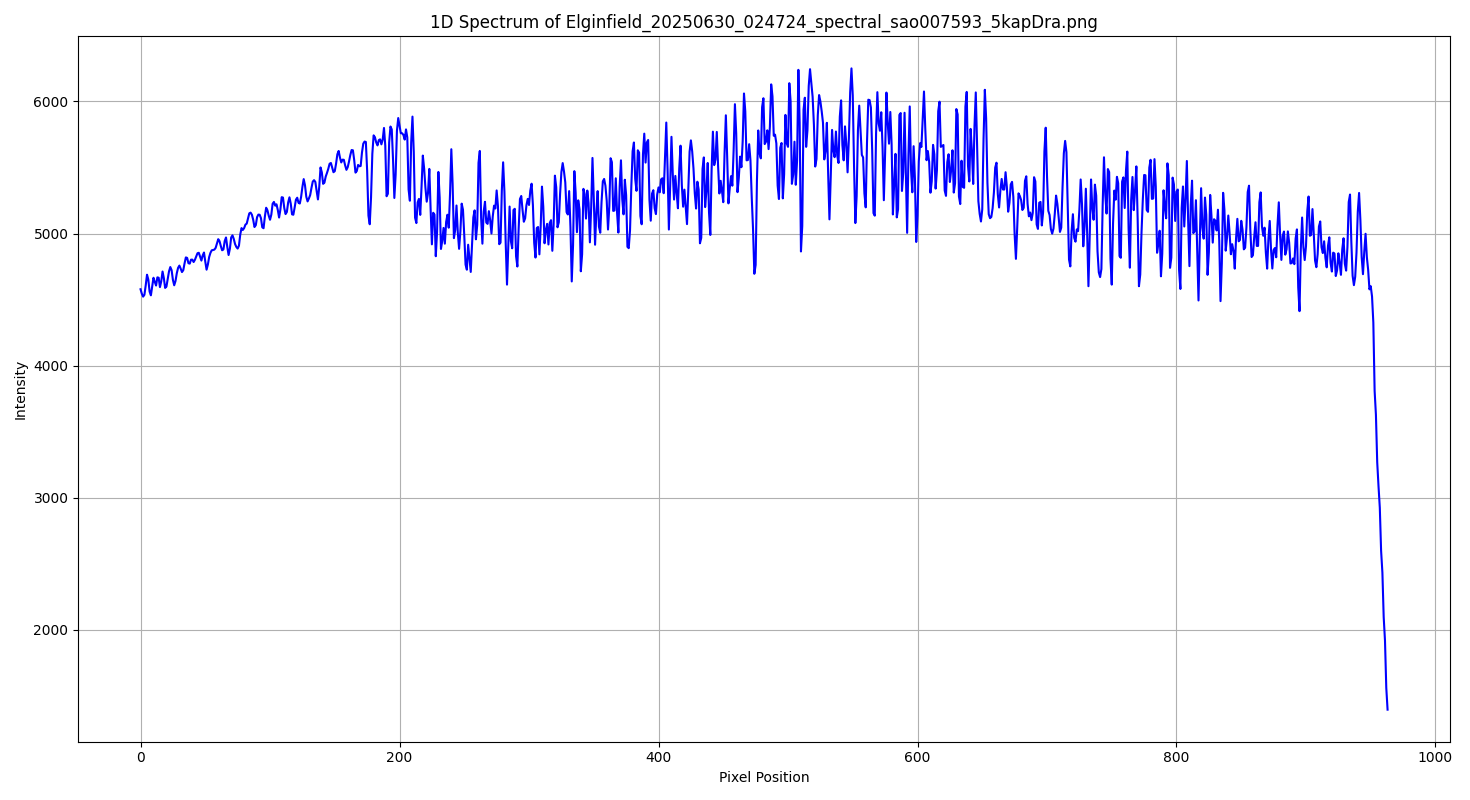 1D Spectrum of Elginfield_20250630_024724_spectral_sao007593_5kapDra.png
Intensity
6000
5000
4000
3000
2000
0 200 400 600 800 1000
Pixel Position